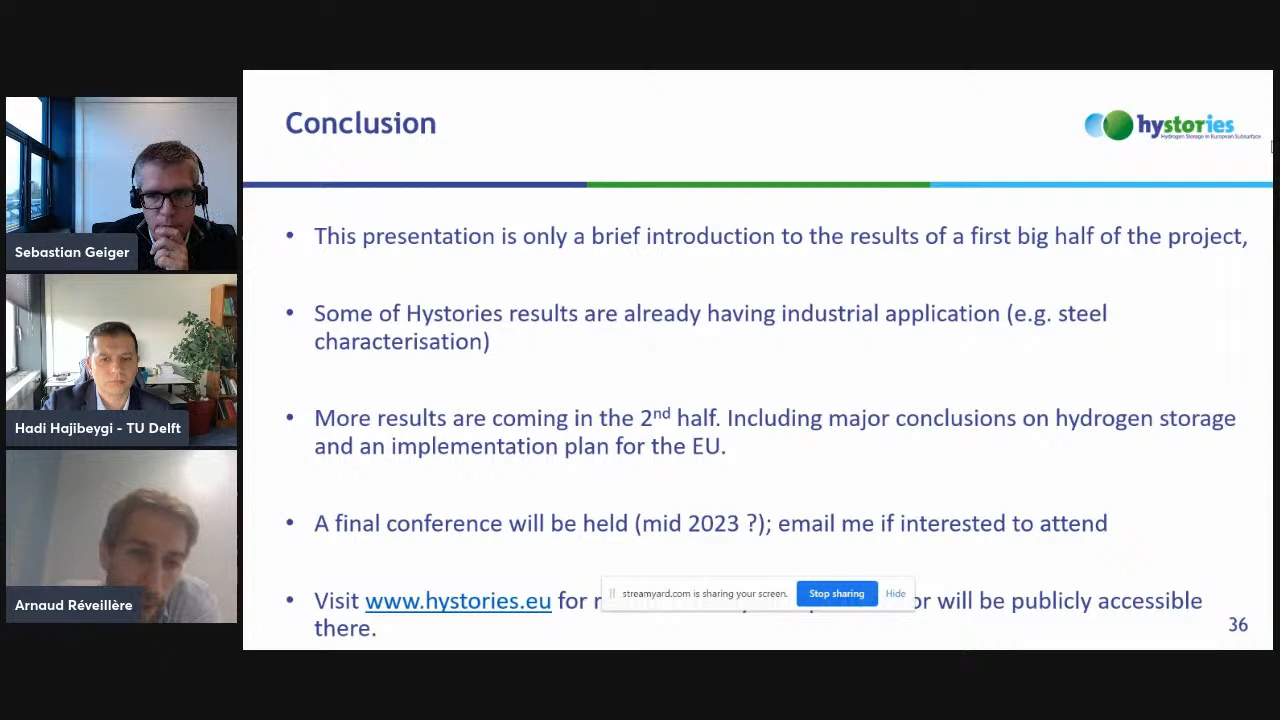 Conclusion
hystories
Hydrogen Storage in European Subsurface
• This presentation is only a brief introduction to the results of a first big half of the project,
• Some of Hystories results are already having industrial application (e.g. steel
characterisation)
• More results are coming in the 2nd half. Including major conclusions on hydrogen storage
and an implementation plan for the EU.
• A final conference will be held (mid 2023 ?); email me if interested to attend
• Visit www.hystories.eu for
or will be publicly accessible
there.
streamyard.com is sharing your screen.
Stop sharing
Hide
36
Sebastian Geiger
Hadi Hajibeygi - TU Delft
Arnaud Réveillère